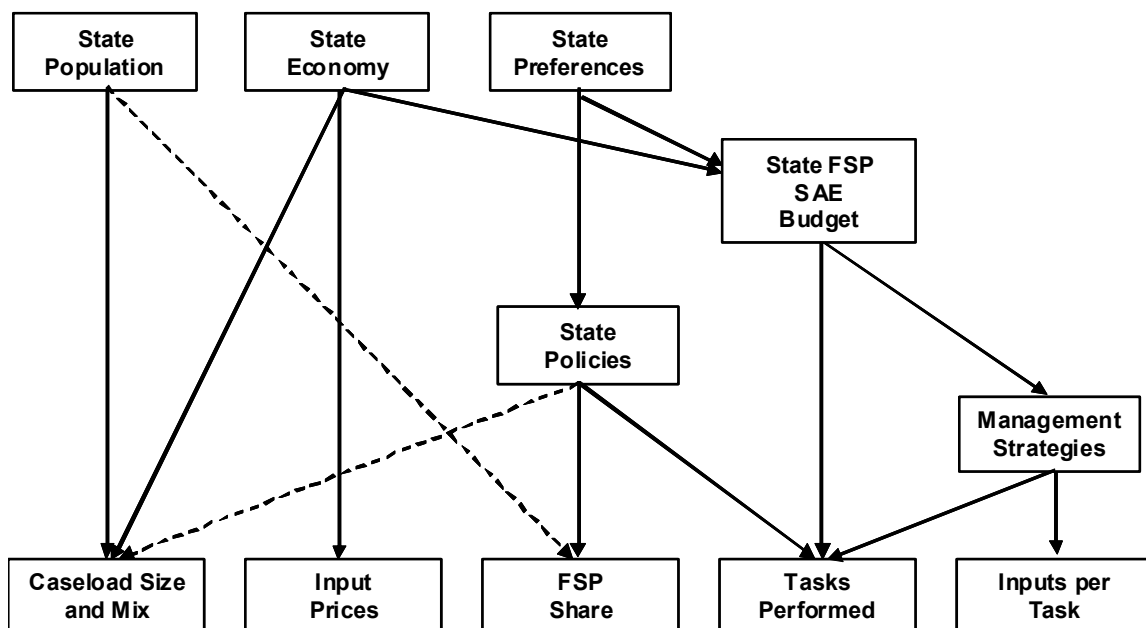 State
Population
State
Economy
State
Preferences
State FSP
SAE
Budget
State
Policies
Management
Strategies
Caseload Size
and Mix
Input
Prices
FSP
Share
Tasks
Performed
Inputs per
Task